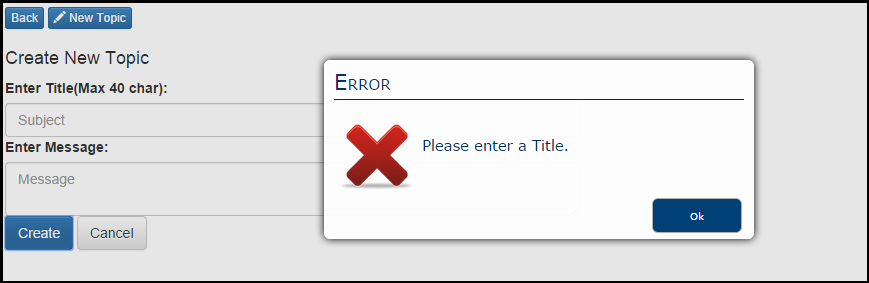 Back New Topic
Create New Topic
Enter Title(Max 40 char):
Subject
Enter Message:
Message
Create Cancel
Error
Please enter a Title.
Ok